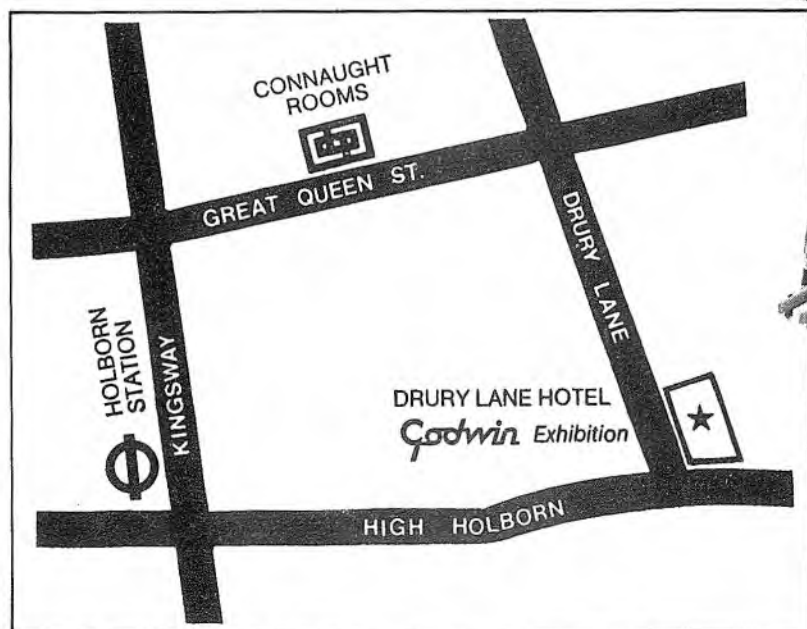 CONNAUGHT
ROOMS
GREAT QUEEN ST.
DRURY LANE
HOLBORN
STATION
KINGSWAY
DRURY LANE HOTEL
Godwin Exhibition
HIGH HOLBORN